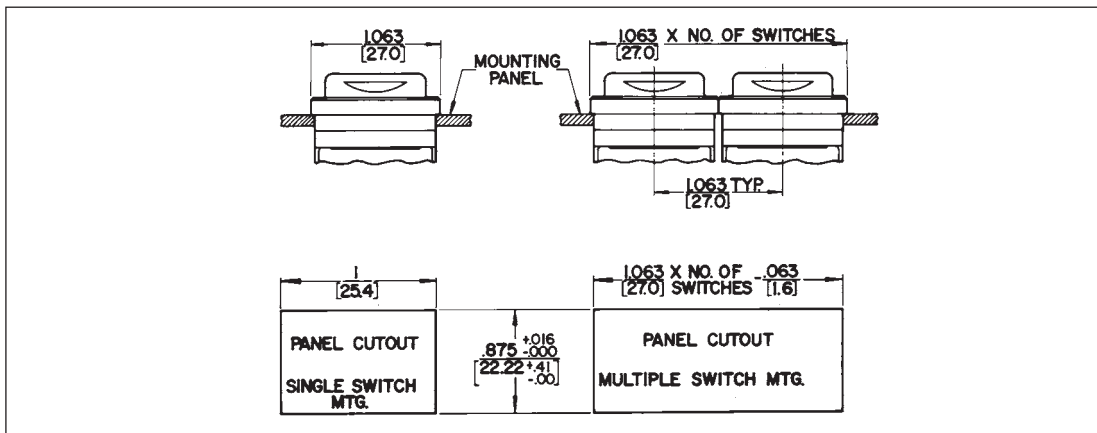 1.063
[27.0]
MOUNTING
PANEL
1.063 X NO. OF SWITCHES
[27.0]
1.063 TYP.
[27.0]
1
[25.4]
PANEL CUTOUT
SINGLE SWITCH
MTG.
.875 +.016 -.000
[22.22 +.41 -.00]
1.063 X NO. OF - .063
[27.0] SWITCHES [1.6]
PANEL CUTOUT
MULTIPLE SWITCH MTG.